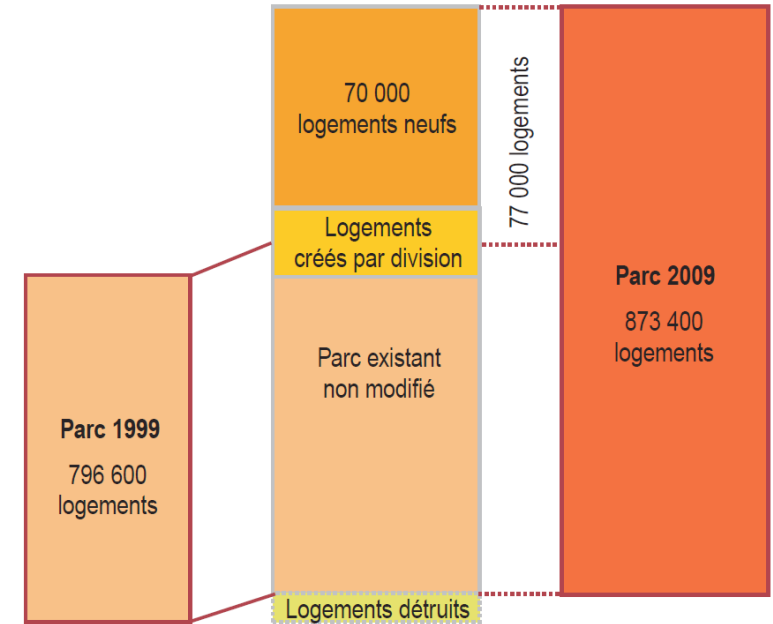 70 000
logements neufs
77 000 logements
Logements
créés par division
Parc existant
non modifié
Logements détruits
Parc 1999
796 600
logements
Parc 2009
873 400
logements